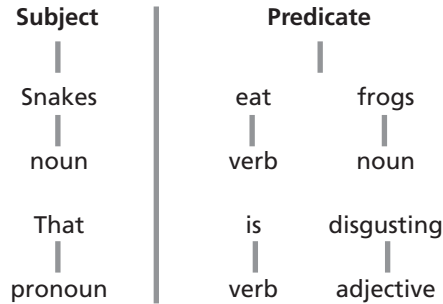 Subject Predicate
Snakes eat frogs
noun verb noun
That is disgusting
pronoun verb adjective